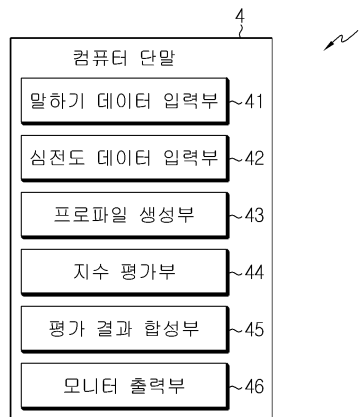 4
컴퓨터 단말
말하기 데이터 입력부 41
심전도 데이터 입력부 42
프로파일 생성부 43
지수 평가부 44
평가 결과 합성부 45
모니터 출력부 46